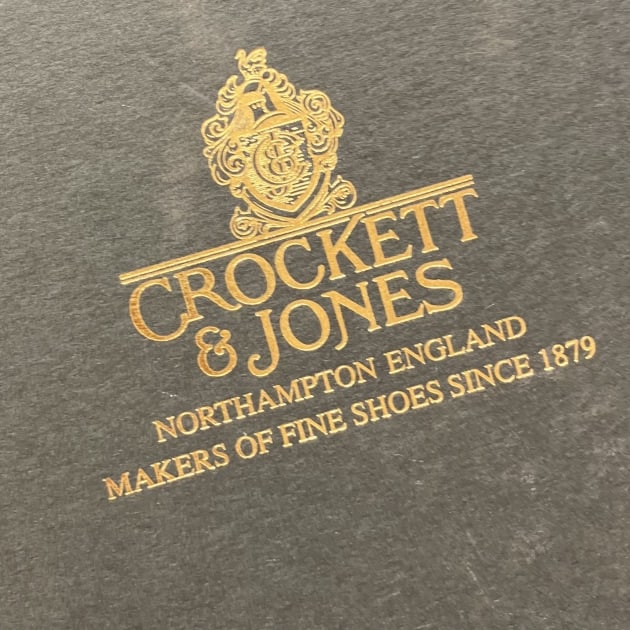 CROCKETT
& JONES
NORTHAMPTON ENGLAND
MAKERS OF FINE SHOES SINCE 1879